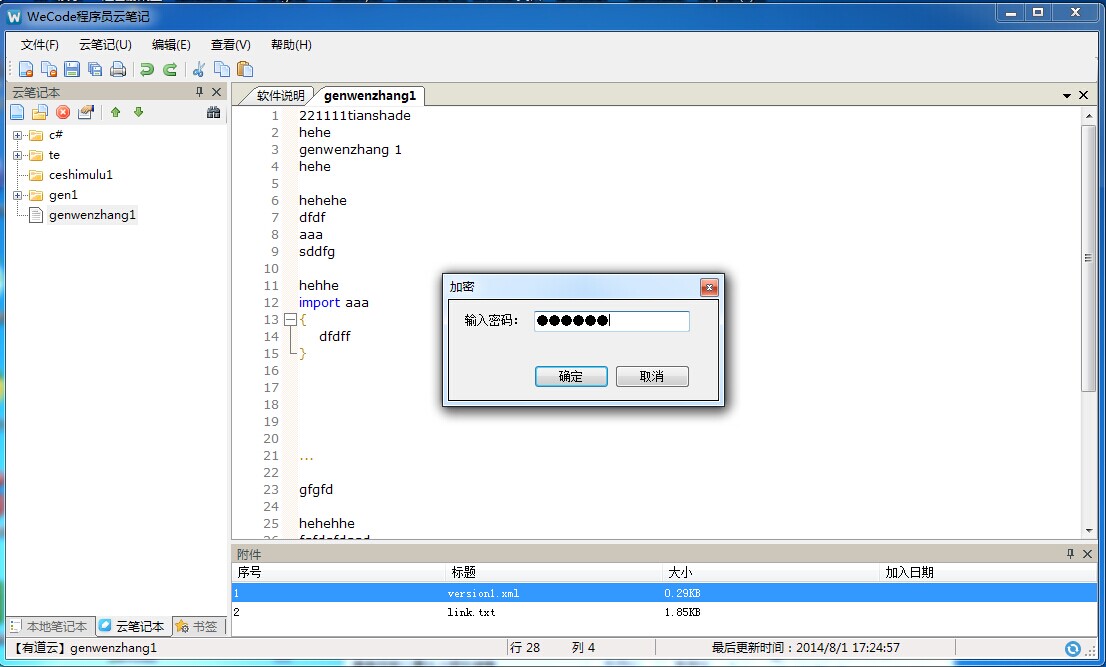 WeCode程序员云笔记
文件(F) 云笔记(U) 编辑(E) 查看(V) 帮助(H)
云笔记本
c#
te
ceshimulu1
gen1
genwenzhang1
软件说明 genwenzhang1
1 221111tianshade
2 hehe
3 genwenzhang 1
4 hehe
5
6 hehehe
7 dfdf
8 aaa
9 sddfg
10
11 hehhe
12 import aaa
13 {
14 dfdff
15 }
16
17
18
19
20
21 ...
22
23 gfgfd
24
25 hehehhe
加密
输入密码：
确定 取消
附件
序号 标题 大小 加入日期
1 version1.xml 0.29KB
2 link.txt 1.85KB
本地笔记本 云笔记本 书签
【有道云】genwenzhang1 行 28 列 4 最后更新时间：2014/8/1 17:24:57